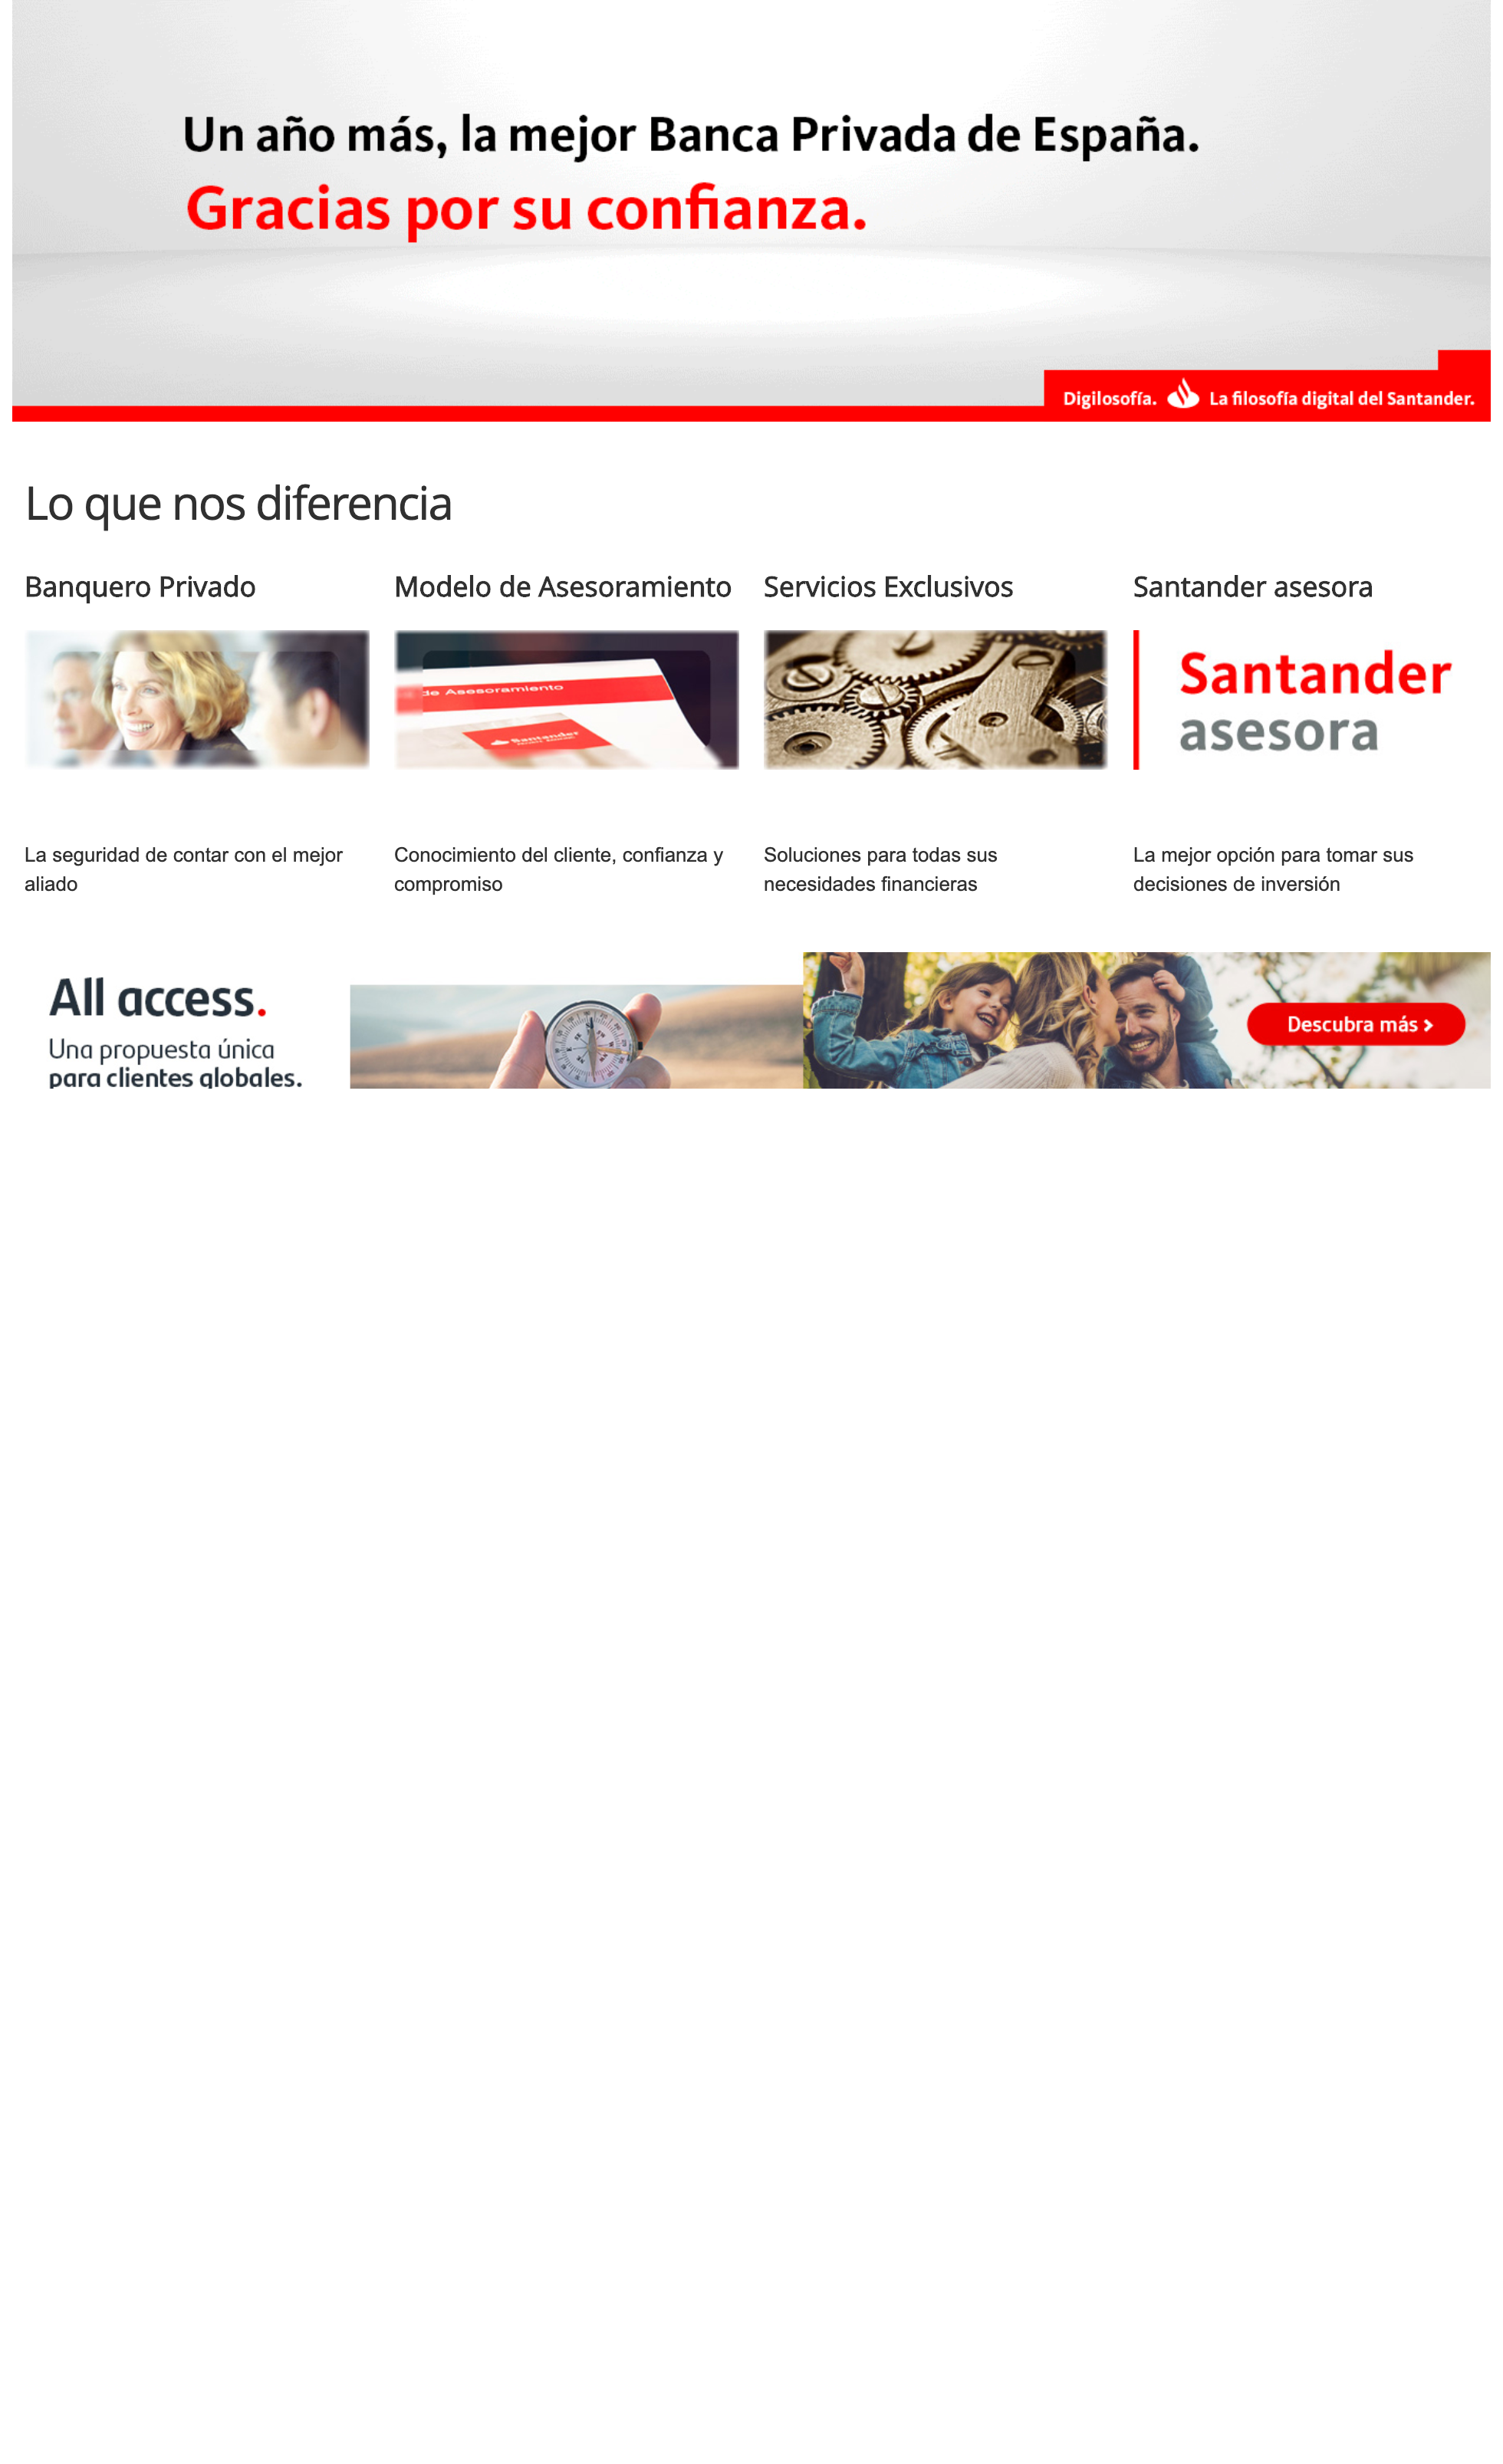 Un año más, la mejor Banca Privada de España.
Gracias por su confianza.
Digilosofía. La filosofía digital del Santander.
Lo que nos diferencia
Banquero Privado
Modelo de Asesoramiento
de Asesoramiento
Santander
Servicios Exclusivos
Santander asesora
Santander
asesora
La seguridad de contar con el mejor
aliado
Conocimiento del cliente, confianza y
compromiso
Soluciones para todas sus
necesidades financieras
La mejor opción para tomar sus
decisiones de inversión
All access.
Una propuesta única
para clientes globales.
Descubra más >